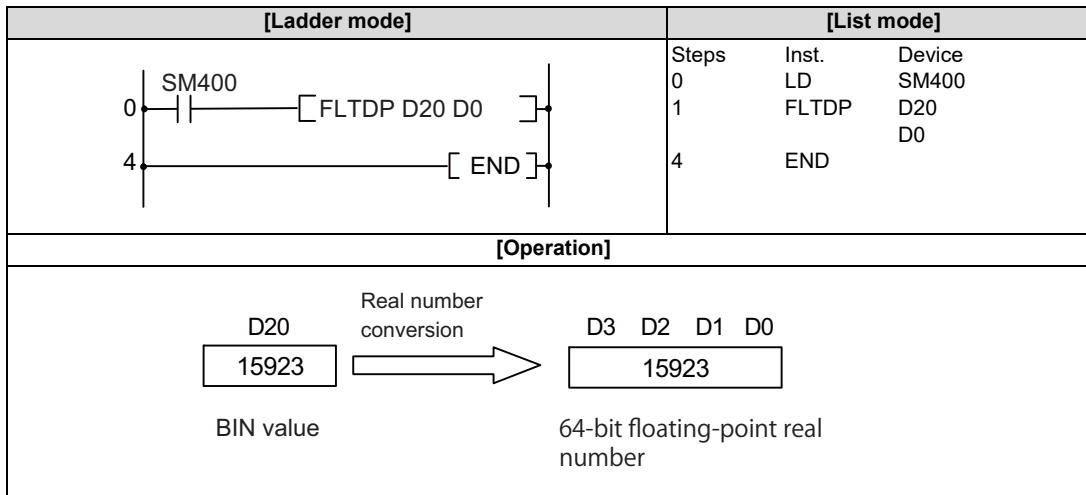 [Ladder mode]
[List mode]
SM400
0
FLTDP D20 D0
4
END
Steps Inst. Device
0 LD SM400
1 FLTDP D20
D0
4 END
[Operation]
Real number
conversion
D20
D3 D2 D1 D0
15923
15923
BIN value
64-bit floating-point real
number